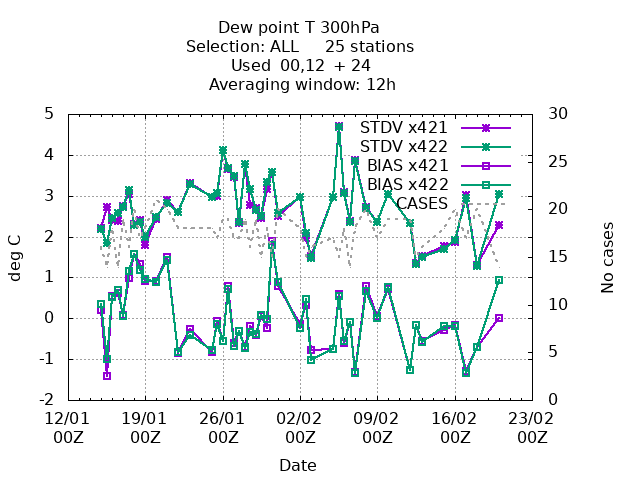 Dew point T 300hPa
Selection: ALL 25 stations
Used 00,12 + 24
Averaging window: 12h
5
4
3
2
1
0
-1
-2
deg C
30
25
20
15
10
5
0
No cases
STDV x421
STDV x422
BIAS x421
BIAS x422
CASES
12/01 19/01 26/01 02/02 09/02 16/02 23/02
00Z 00Z 00Z 00Z 00Z 00Z 00Z
Date